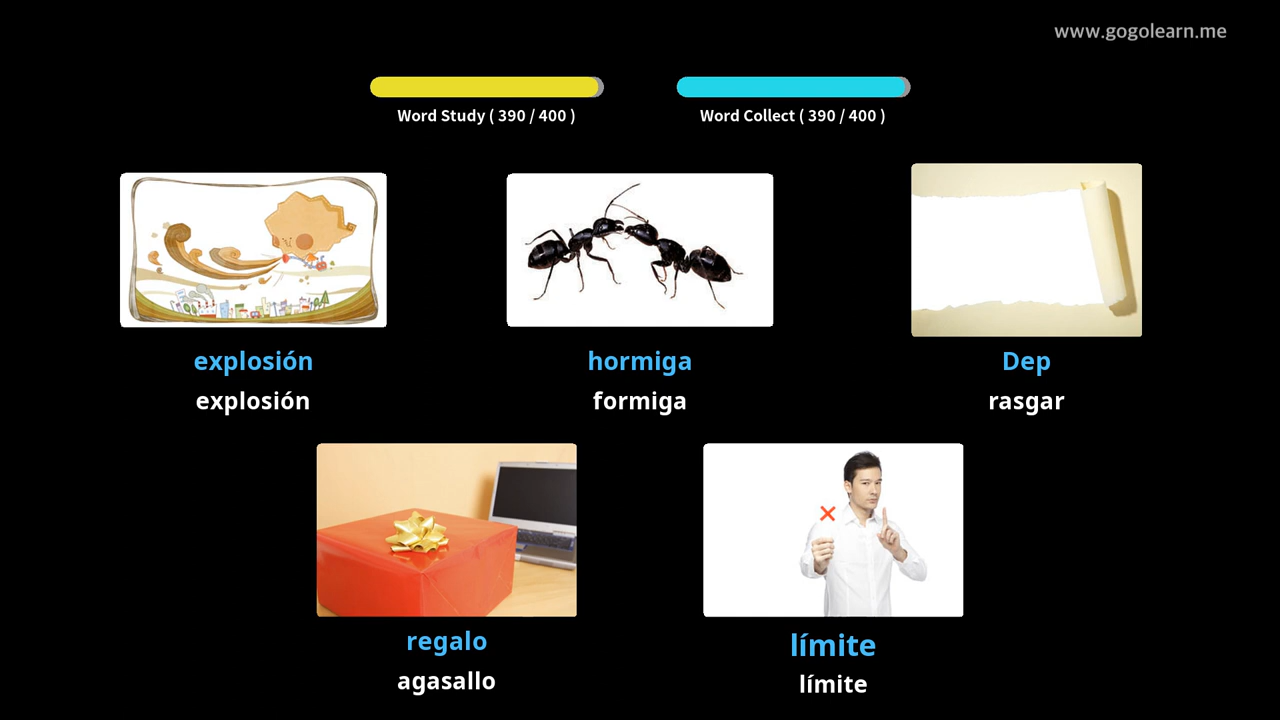 www.gogolearn.me
Word Study ( 390 / 400 )
Word Collect ( 390 / 400 )
explosión
hormiga
Dep
explosión
formiga
rasgar
regalo
límite
agasallo
límite